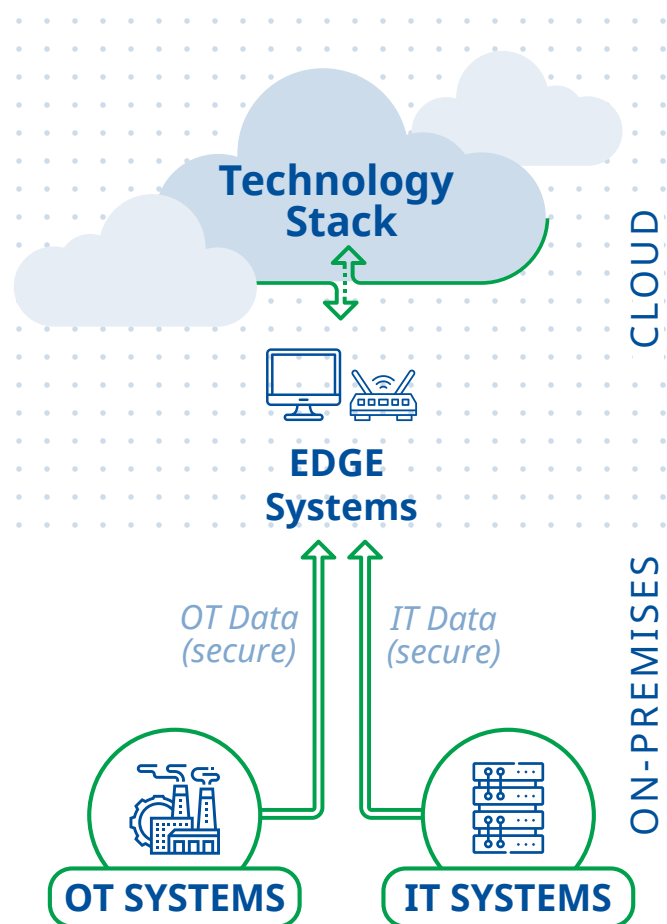 Technology
Stack
CLOUD
EDGE
Systems
OT Data
(secure)
IT Data
(secure)
ON-PREMISES
OT SYSTEMS
IT SYSTEMS